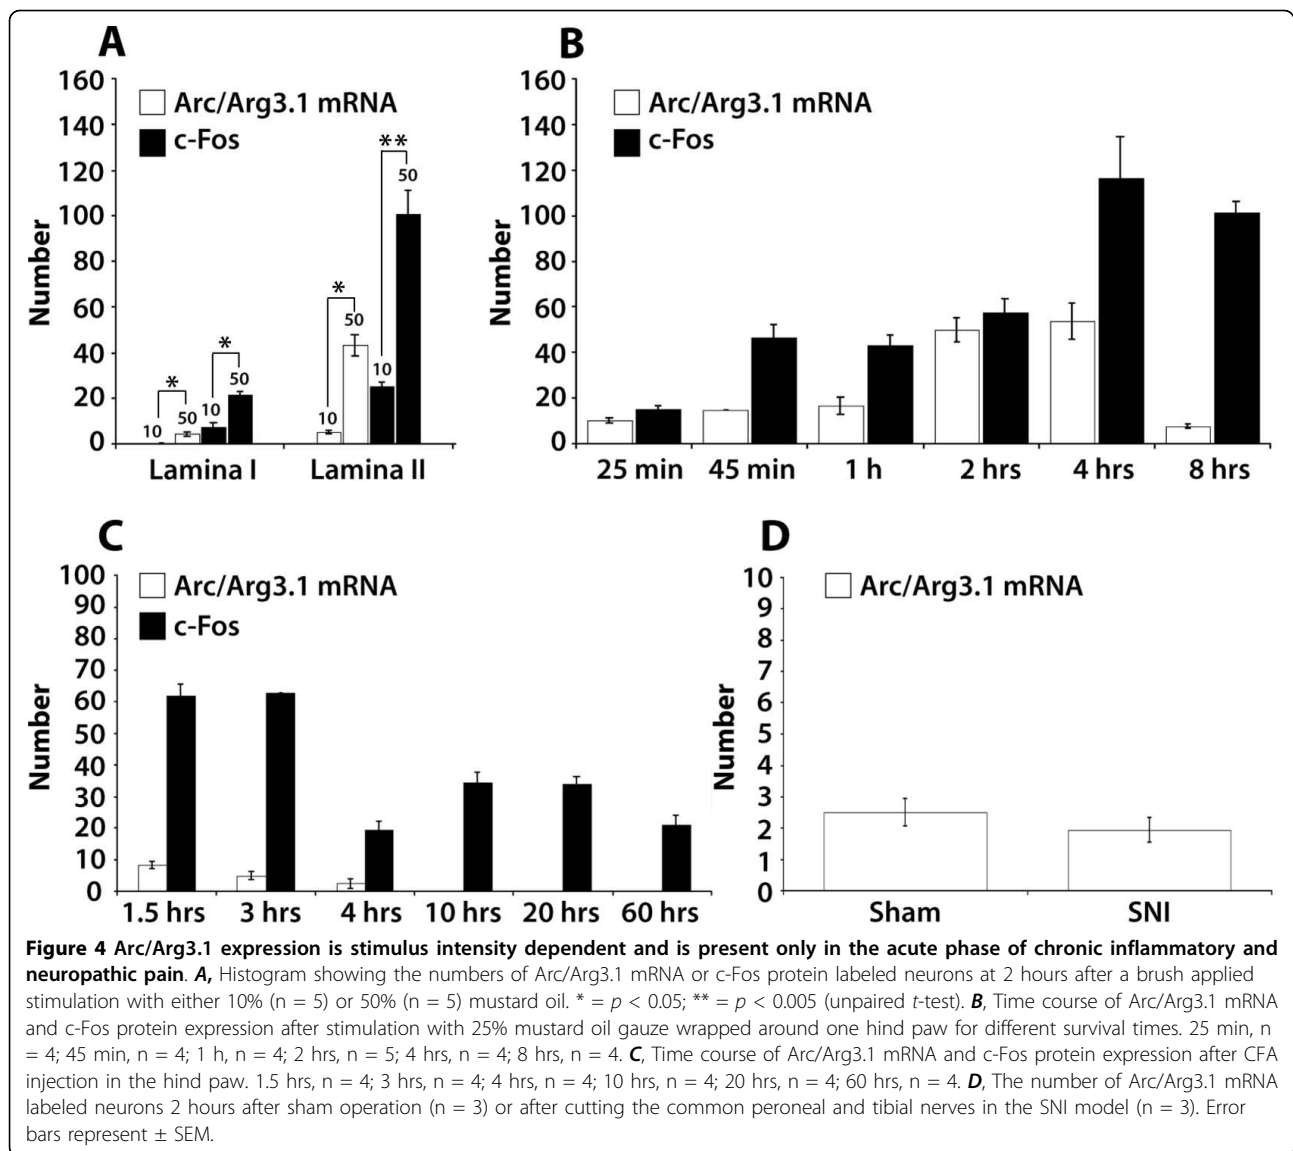 A
160
140
120
100
80
60
40
20
0
Number
Arc/Arg3.1 mRNA
c-Fos
10
50
*
10
50
*
10
50
*
10
50
**
Lamina I
Lamina II
B
160
140
120
100
80
60
40
20
0
Number
Arc/Arg3.1 mRNA
c-Fos
25 min
45 min
1 h
2 hrs
4 hrs
8 hrs
C
100
90
80
70
60
50
40
30
20
10
0
Number
Arc/Arg3.1 mRNA
c-Fos
1.5 hrs
3 hrs
4 hrs
10 hrs
20 hrs
60 hrs
D
10
9
8
7
6
5
4
3
2
1
0
Number
Arc/Arg3.1 mRNA
Sham
SNI
Figure 4 Arc/Arg3.1 expression is stimulus intensity dependent and is present only in the acute phase of chronic inflammatory and
neuropathic pain. A, Histogram showing the numbers of Arc/Arg3.1 mRNA or c-Fos protein labeled neurons at 2 hours after a brush applied
stimulation with either 10% (n = 5) or 50% (n = 5) mustard oil. * = p < 0.05; ** = p < 0.005 (unpaired t-test). B, Time course of Arc/Arg3.1 mRNA
and c-Fos protein expression after stimulation with 25% mustard oil gauze wrapped around one hind paw for different survival times. 25 min, n
= 4; 45 min, n = 4; 1 h, n = 4; 2 hrs, n = 5; 4 hrs, n = 4; 8 hrs, n = 4. C, Time course of Arc/Arg3.1 mRNA and c-Fos protein expression after CFA
injection in the hind paw. 1.5 hrs, n = 4; 3 hrs, n = 4; 4 hrs, n = 4; 10 hrs, n = 4; 20 hrs, n = 4; 60 hrs, n = 4. D, The number of Arc/Arg3.1 mRNA
labeled neurons 2 hours after sham operation (n = 3) or after cutting the common peroneal and tibial nerves in the SNI model (n = 3). Error
bars represent ± SEM.